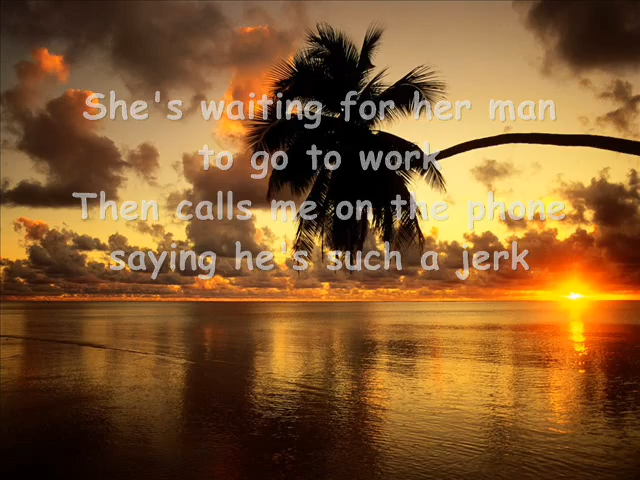 She's waiting for her man
to go to work
Then calls me on the phone
saying he's such a jerk